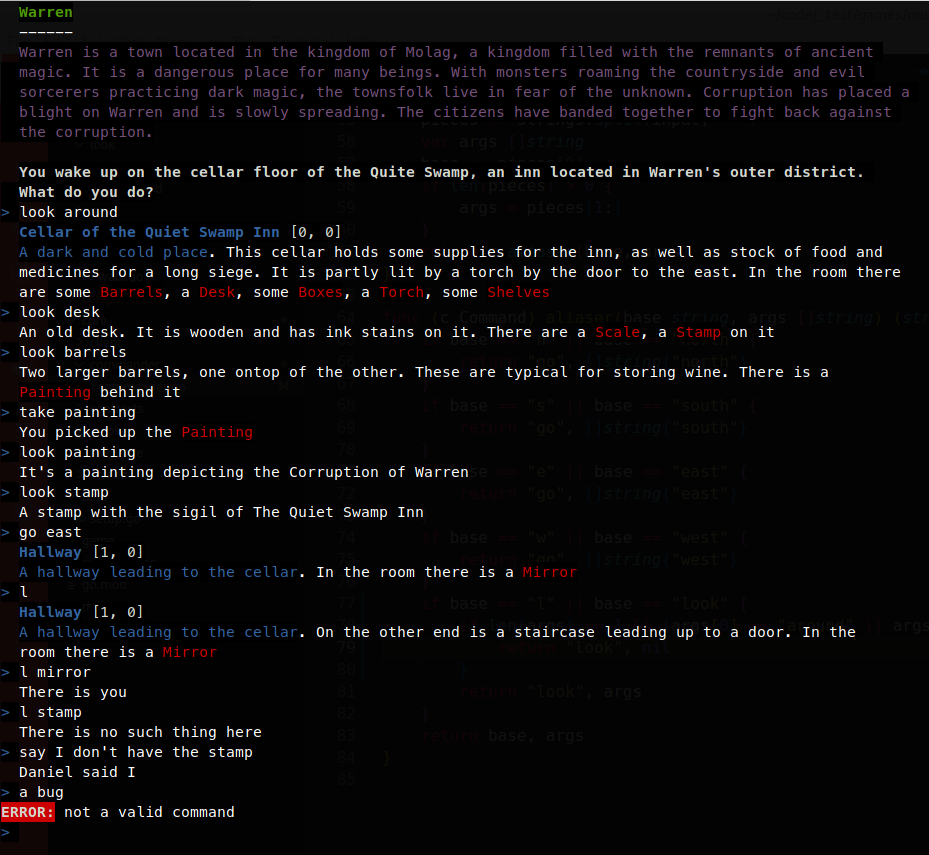 Warren
------
Warren is a town located in the kingdom of Molag, a kingdom filled with the remnants of ancient
magic. It is a dangerous place for many beings. With monsters roaming the countryside and evil
sorcerers practicing dark magic, the townsfolk live in fear of the unknown. Corruption has placed a
blight on Warren and is slowly spreading. The citizens have banded together to fight back against
the corruption.
You wake up on the cellar floor of the Quite Swamp, an inn located in Warren's outer district.
What do you do?
> look around
Cellar of the Quiet Swamp Inn [0, 0]
A dark and cold place. This cellar holds some supplies for the inn, as well as stock of food and
medicines for a long siege. It is partly lit by a torch by the door to the east. In the room there
are some Barrels, a Desk, some Boxes, a Torch, some Shelves
> look desk
An old desk. It is wooden and has ink stains on it. There are a Scale, a Stamp on it
> look barrels
Two larger barrels, one ontop of the other. These are typical for storing wine. There is a
Painting behind it
> take painting
You picked up the Painting
> look painting
It's a painting depicting the Corruption of Warren
> look stamp
A stamp with the sigil of The Quiet Swamp Inn
> go east
Hallway [1, 0]
A hallway leading to the cellar. In the room there is a Mirror
> l
Hallway [1, 0]
A hallway leading to the cellar. On the other end is a staircase leading up to a door. In the
room there is a Mirror
> l mirror
There is you
> l stamp
There is no such thing here
> say I don't have the stamp
Daniel said I
> a bug
ERROR: not a valid command
>